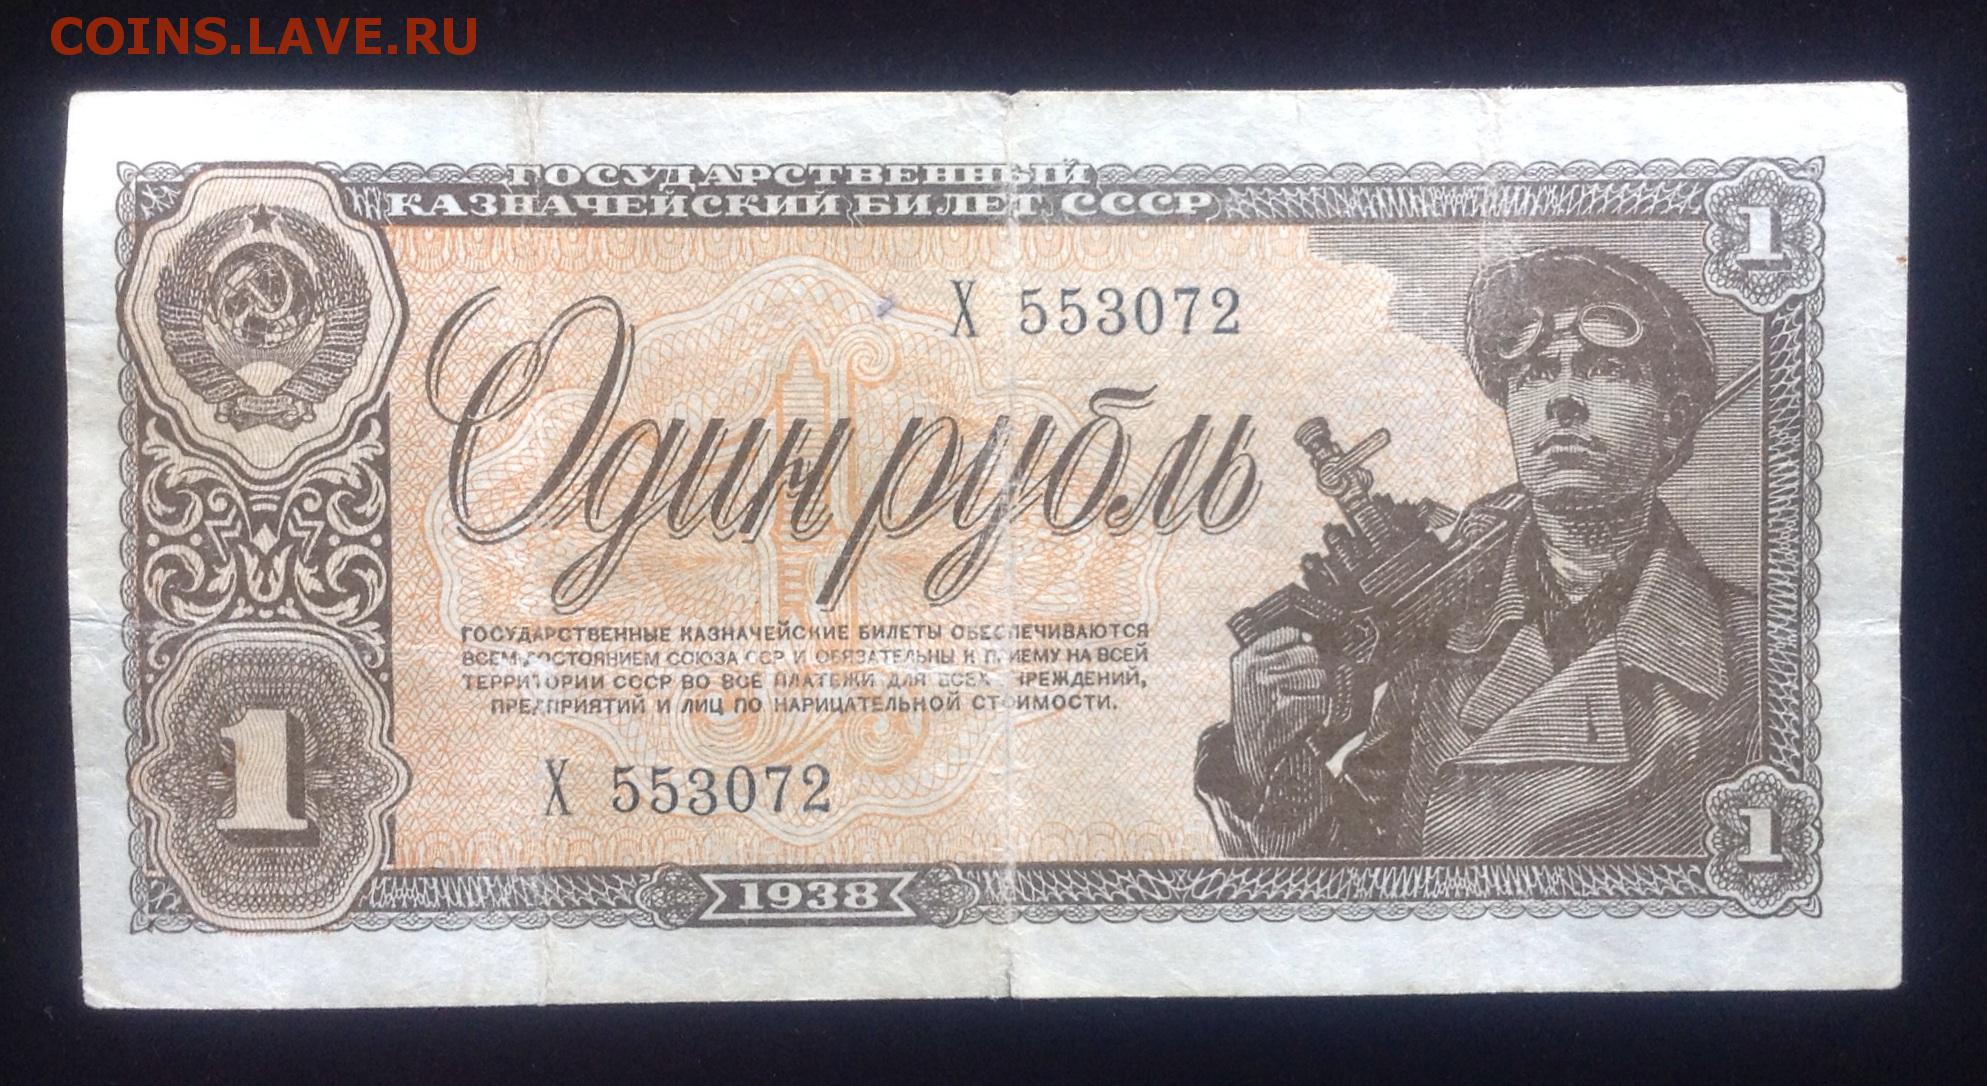 COINS.LAVE.RU
ГОСУДАРСТВЕННЫЙ
КАЗНАЧЕЙСКИЙ БИЛЕТ СССР
1
Х 553072
Один рубль
ГОСУДАРСТВЕННЫЕ КАЗНАЧЕЙСКИЕ БИЛЕТЫ ОБЕСПЕЧИВАЮТСЯ
ВСЕМ ДОСТОЯНИЕМ СОЮЗА ССР И ОБЯЗАТЕЛЬНЫ К ПРИЕМУ НА ВСЕЙ
ТЕРРИТОРИИ СССР ВО ВСЕ ПЛАТЕЖИ ДЛЯ ВСЕХ УЧРЕЖДЕНИЙ,
ПРЕДПРИЯТИЙ И ЛИЦ ПО НАРИЦАТЕЛЬНОЙ СТОИМОСТИ.
Х 553072
1
1
1938